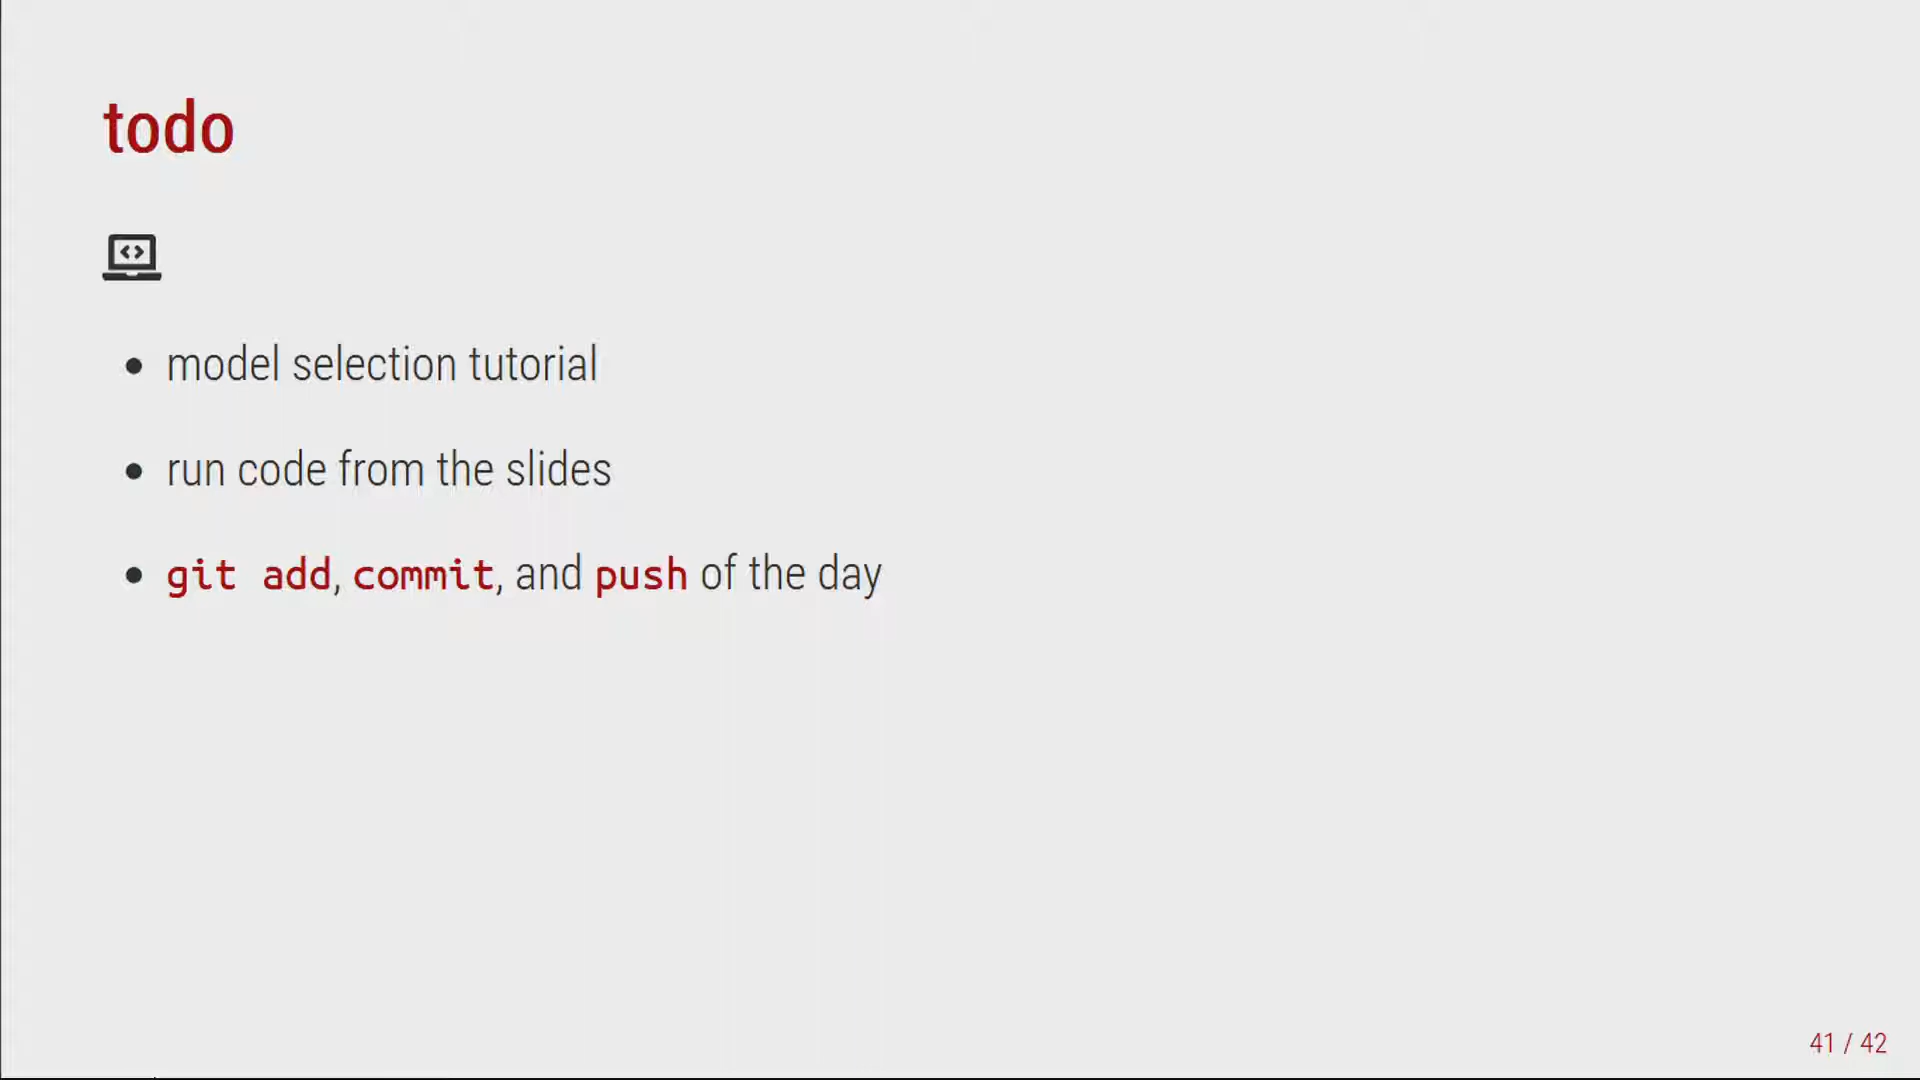 todo
model selection tutorial
run code from the slides
git add, commit, and push of the day
41 / 42